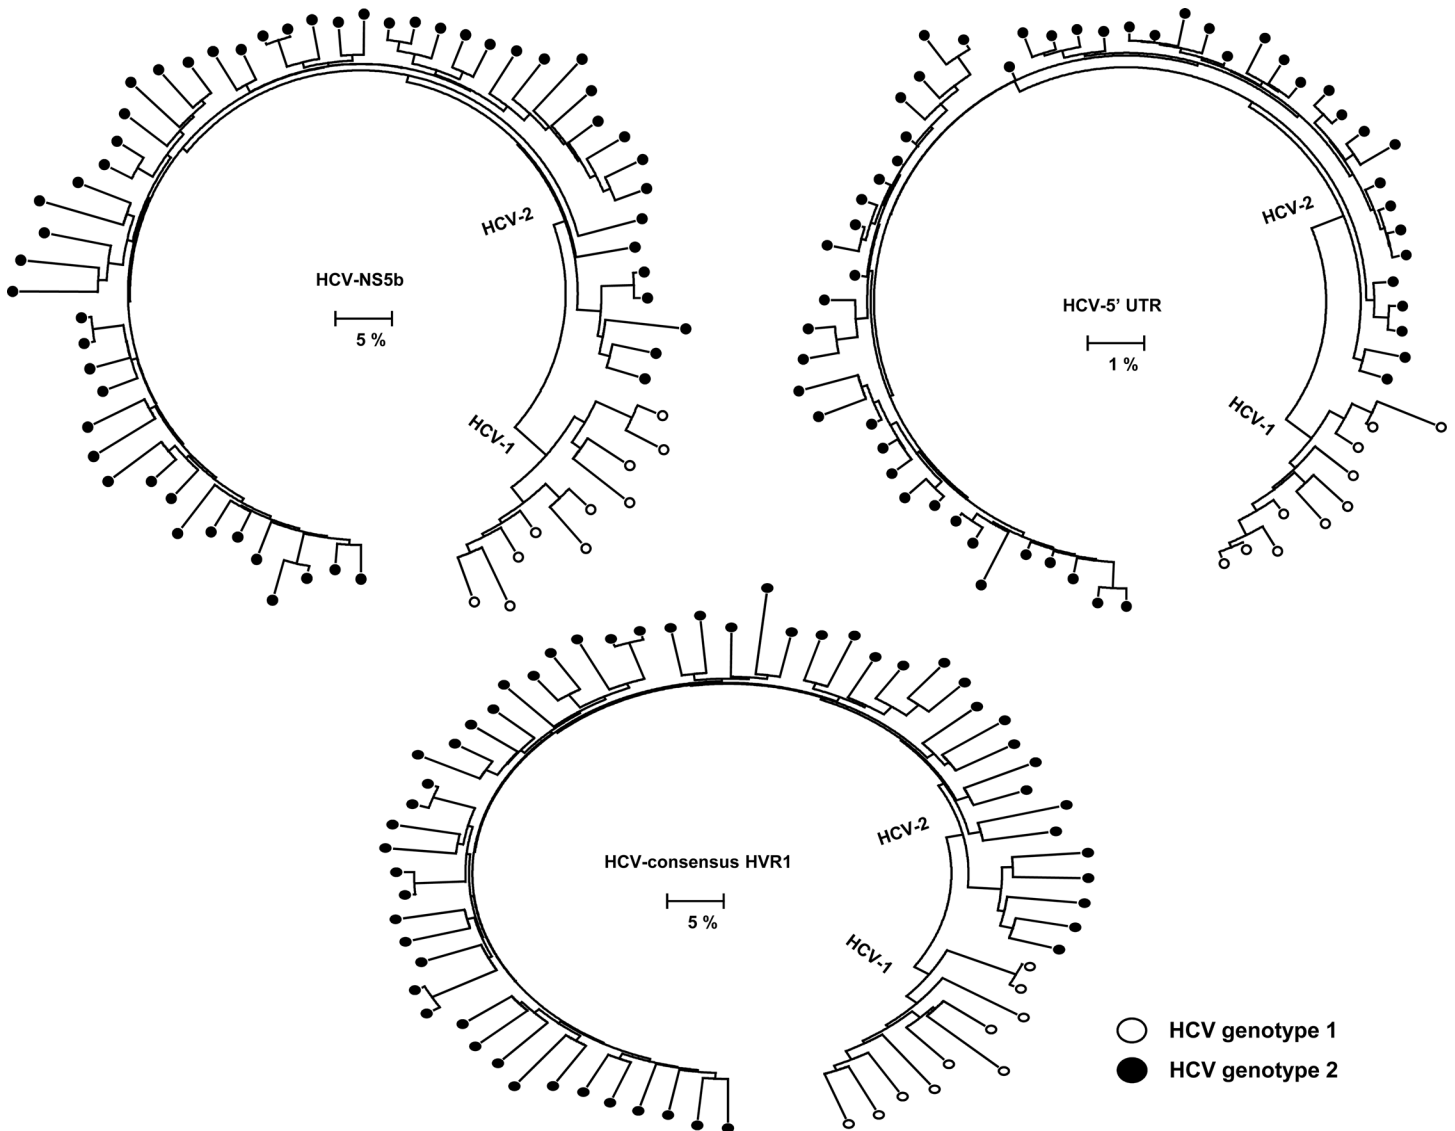 HCV-2
HCV-NS5b
5 %
HCV-1
HCV-2
HCV-5’ UTR
1 %
HCV-1
HCV-2
HCV-consensus HVR1
5 %
HCV-1
HCV genotype 1
HCV genotype 2